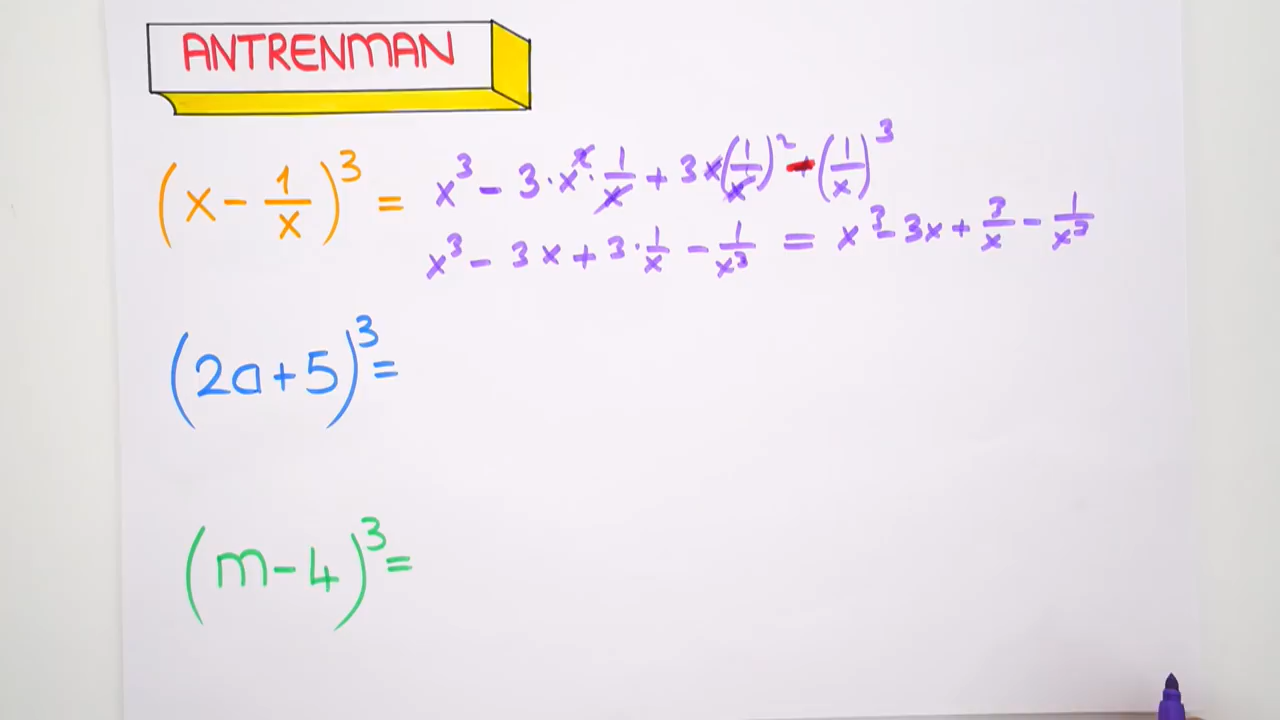 ANTRENMAN
(x - 1/x)³ = x³ - 3·x²·1/x + 3x(1/x)² - (1/x)³
x³ - 3x + 3·1/x - 1/x³ = x³ - 3x + 3/x - 1/x³
(2a+5)³ =
(m-4)³ =